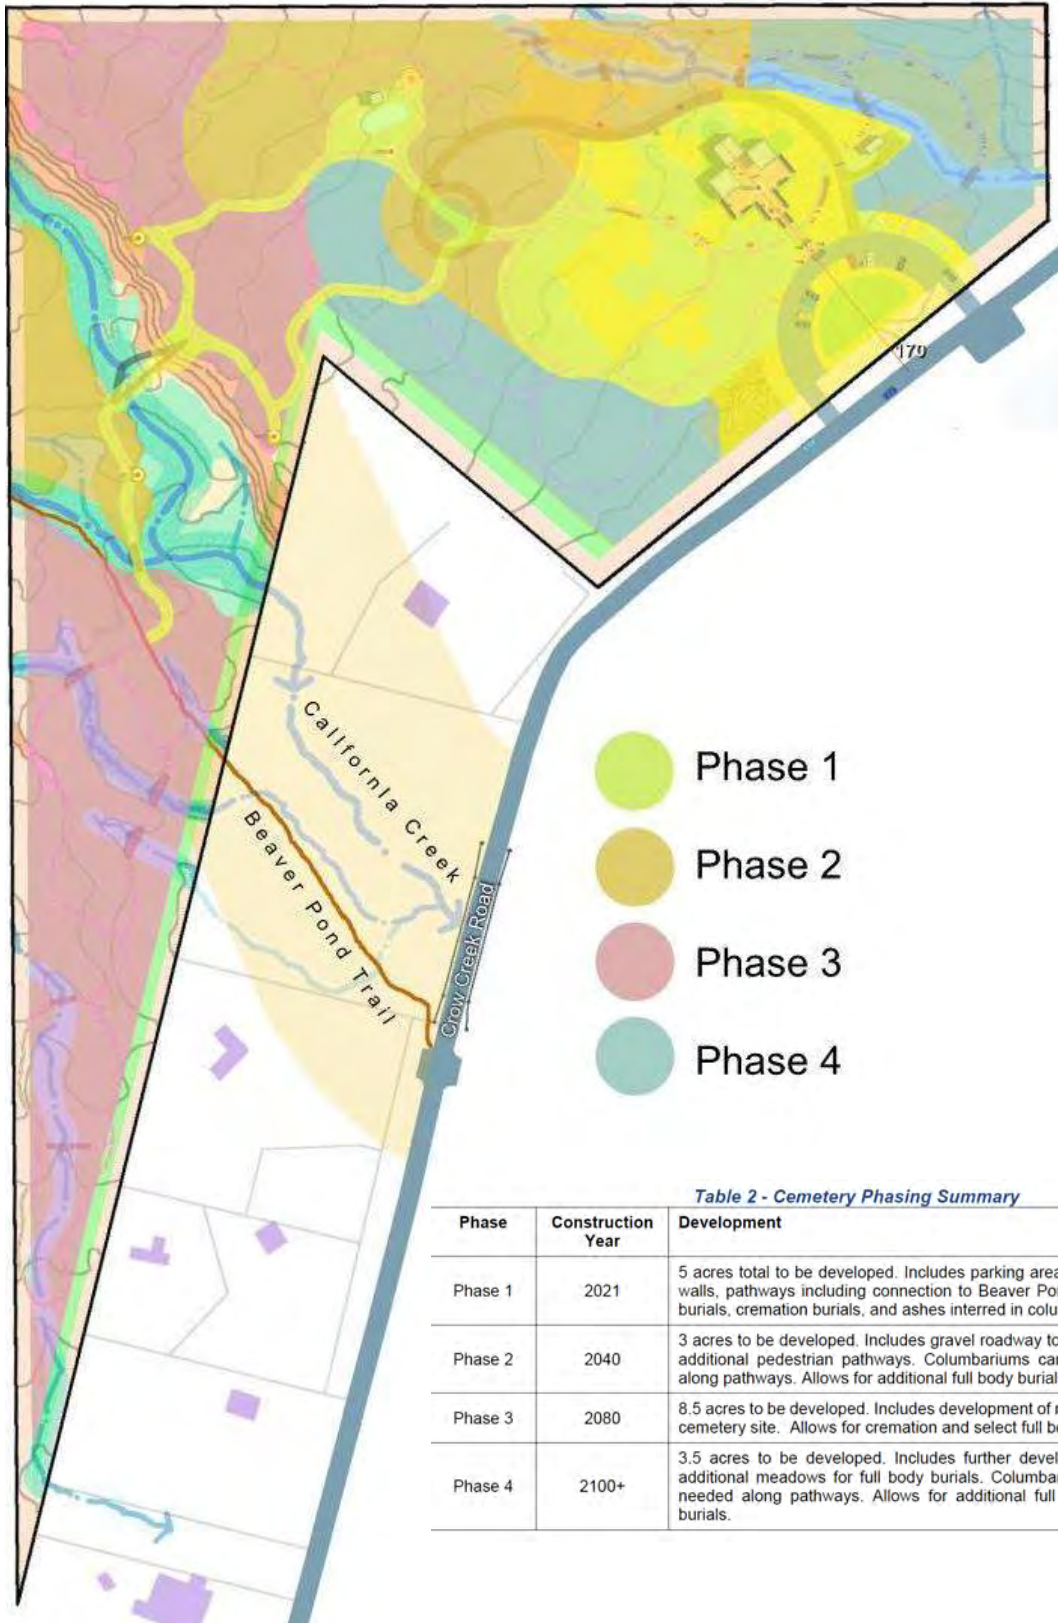 170
California Creek
Beaver Pond Trail
Crow Creek Road
Phase 1
Phase 2
Phase 3
Phase 4
Table 2 - Cemetery Phasing Summary
Phase Construction Year Development
Phase 1 2021 5 acres total to be developed. Includes parking area
walls, pathways including connection to Beaver Po
burials, cremation burials, and ashes interred in colu
Phase 2 2040 3 acres to be developed. Includes gravel roadway to
additional pedestrian pathways. Columbariums ca
along pathways. Allows for additional full body burial
Phase 3 2080 8.5 acres to be developed. Includes development of
cemetery site. Allows for cremation and select full b
Phase 4 2100+ 3.5 acres to be developed. Includes further devel
additional meadows for full body burials. Columba
needed along pathways. Allows for additional full
burials.